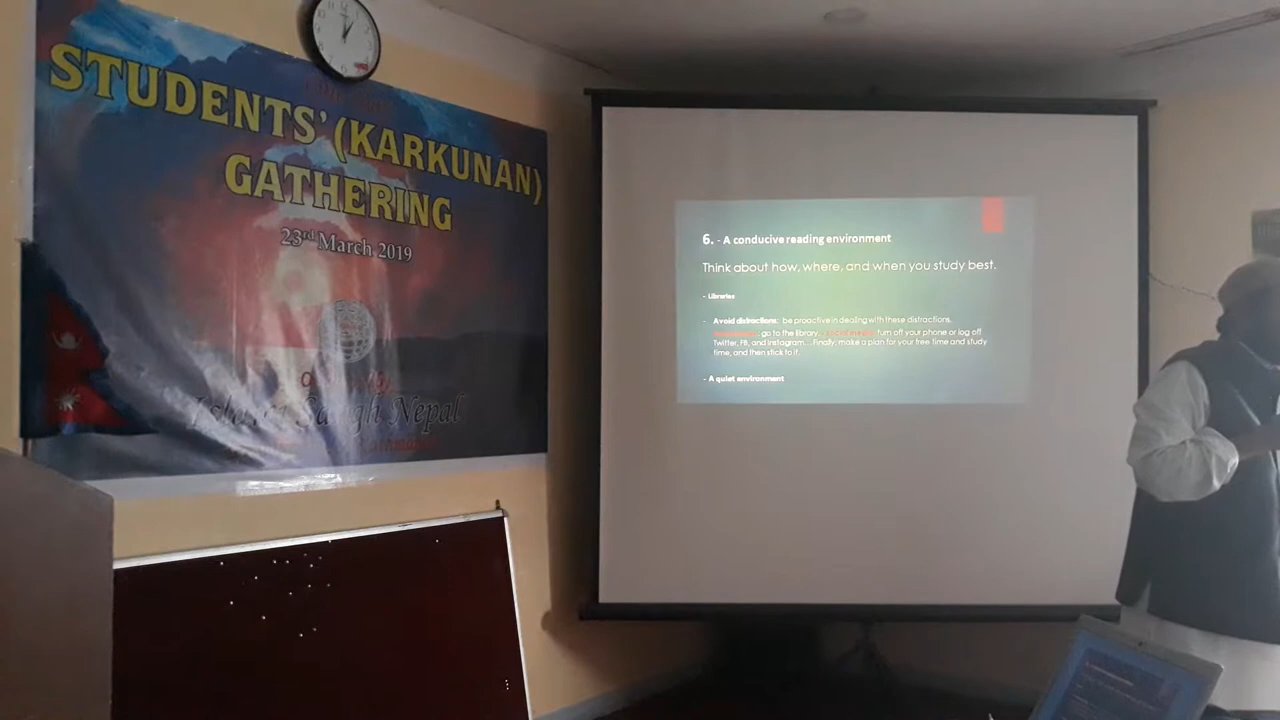 STUDENTS' (KARKUNAN)
GATHERING
23rd March 2019
Islami Sangh Nepal
6. - A conducive reading environment
Think about how, where, and when you study best.
- Libraries
- Avoid distractions: be proactive in dealing with these distractions.
go to the library, turn off your phone or log off
Twitter, FB, and Instagram... Finally: make a plan for your free time and study
time, and then stick to it.
- A quiet environment